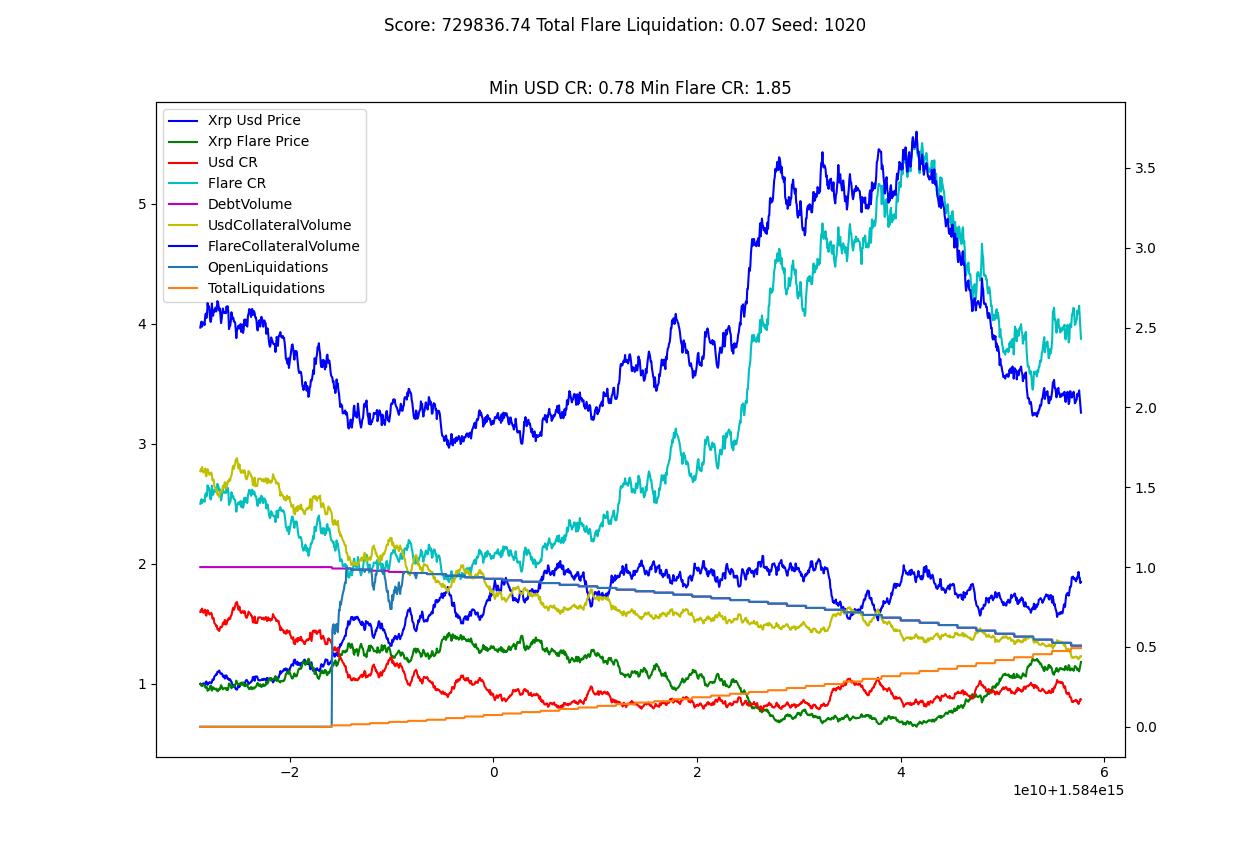 Score: 729836.74 Total Flare Liquidation: 0.07 Seed: 1020
Min USD CR: 0.78 Min Flare CR: 1.85
Xrp Usd Price
Xrp Flare Price
Usd CR
Flare CR
DebtVolume
UsdCollateralVolume
FlareCollateralVolume
OpenLiquidations
TotalLiquidations
5
4
3
2
1
3.5
3.0
2.5
2.0
1.5
1.0
0.5
0.0
−2 0 2 4 6
1e10+1.584e15